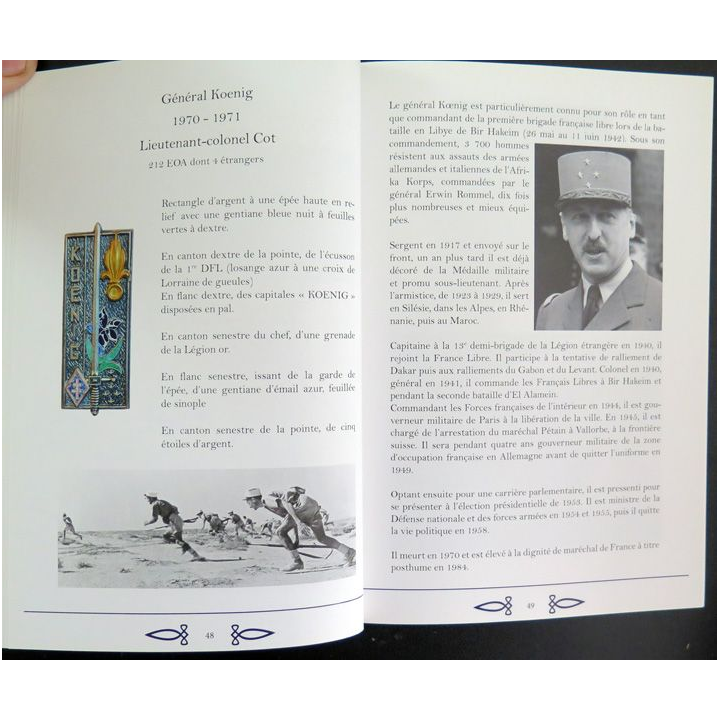 Général Koenig
1970 - 1971
Lieutenant-colonel Cot
212 EOA dont 4 étrangers
Rectangle d'argent à une épée haute en re-
lief avec une gentiane bleue nuit à feuilles
vertes à dextre.
En canton dextre de la pointe, de l'écusson
de la 1re DFL (losange azur à une croix de
Lorraine de gueules)
En flanc dextre, des capitales « KOENIG »
disposées en pal.
En canton senestre du chef, d'une grenade
de la Légion or.
En flanc senestre, issant de la garde de
l'épée, d'une gentiane d'émail azur, feuillée
de sinople
En canton senestre de la pointe, de cinq
étoiles d'argent.
KOENIG
48
Le général Kœnig est particulièrement connu pour son rôle en tant
que commandant de la première brigade française libre lors de la ba-
taille en Libye de Bir Hakeim (26 mai au 11 juin 1942). Sous son
commandement, 3 700 hommes
résistent aux assauts des armées
allemandes et italiennes de l'Afri-
ka Korps, commandées par le
général Erwin Rommel, dix fois
plus nombreuses et mieux équi-
pées.
Sergent en 1917 et envoyé sur le
front, un an plus tard il est déjà
décoré de la Médaille militaire
et promu sous-lieutenant. Après
l'armistice, de 1923 à 1929, il sert
en Silésie, dans les Alpes, en Rhé-
nanie, puis au Maroc.
Capitaine à la 13e demi-brigade de la Légion étrangère en 1940, il
rejoint la France Libre. Il participe à la tentative de ralliement de
Dakar puis aux ralliements du Gabon et du Levant. Colonel en 1940,
général en 1941, il commande les Français Libres à Bir Hakeim et
pendant la seconde bataille d'El Alamein.
Commandant les Forces françaises de l'intérieur en 1944, il est gou-
verneur militaire de Paris à la libération de la ville. En 1945, il est
chargé de l'arrestation du maréchal Pétain à Vallorbe, à la frontière
suisse. Il sera pendant quatre ans gouverneur militaire de la zone
d'occupation française en Allemagne avant de quitter l'uniforme en
1949.
Optant ensuite pour une carrière parlementaire, il est pressenti pour
se présenter à l'élection présidentielle de 1953. Il est ministre de la
Défense nationale et des forces armées en 1954 et 1955, puis il quitte
la vie politique en 1958.
Il meurt en 1970 et est élevé à la dignité de maréchal de France à titre
posthume en 1984.
49